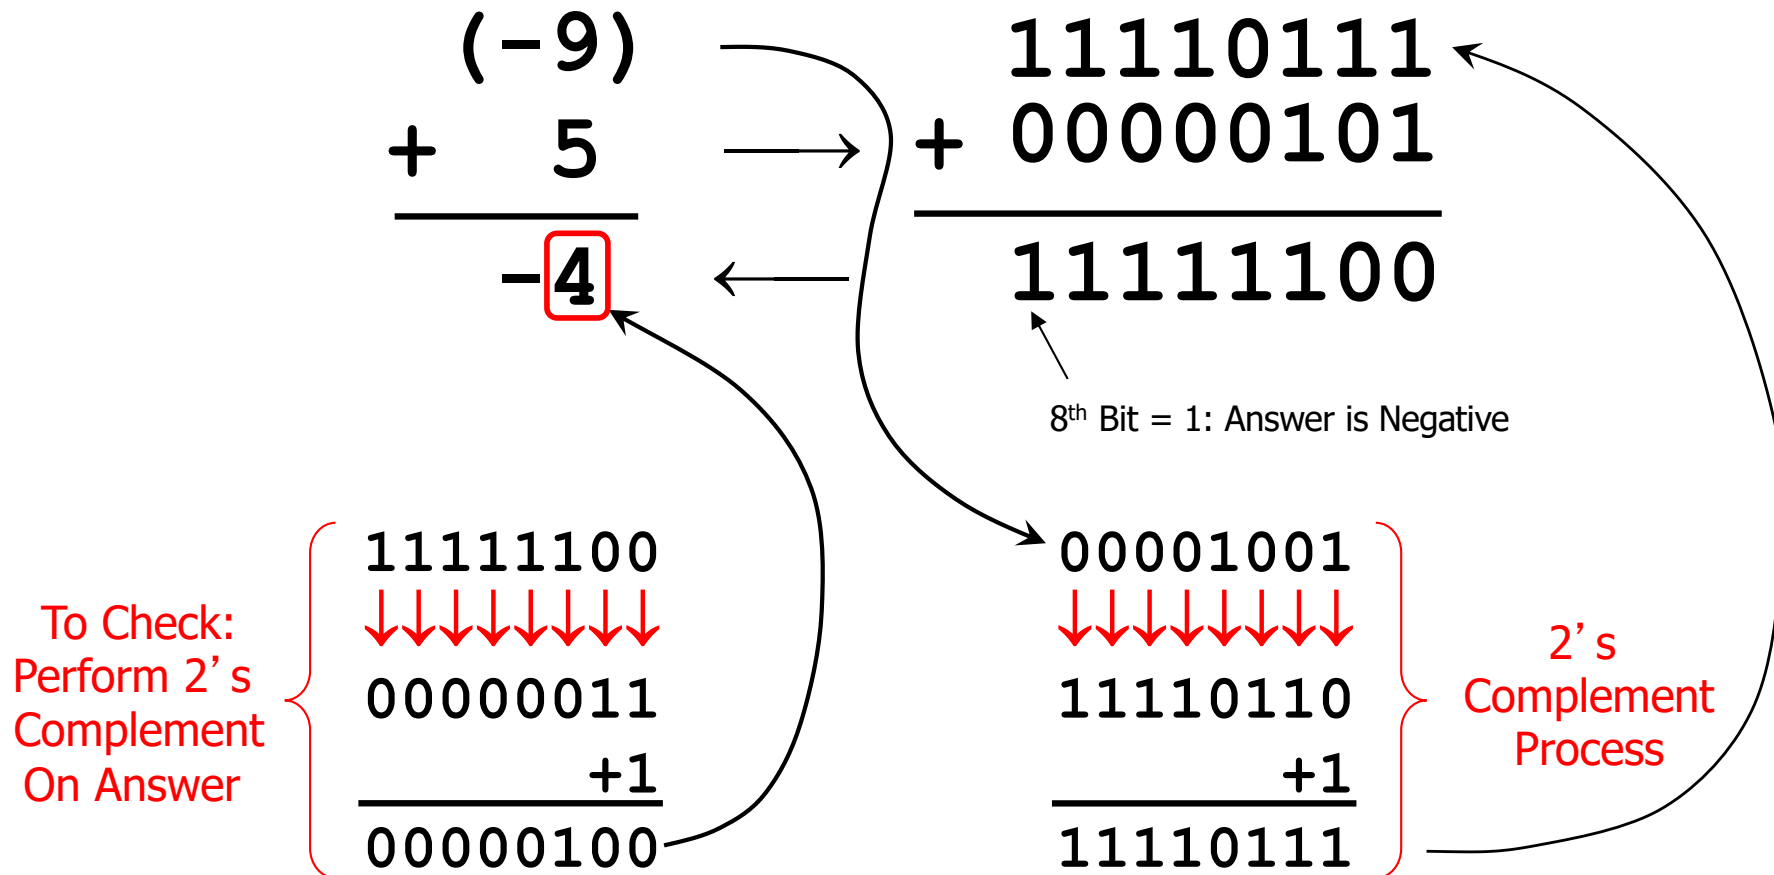 (-9)
+ 5
-4
11110111
+ 00000101
11111100
8th Bit = 1: Answer is Negative
To Check:
Perform 2's
Complement
On Answer
11111100
↓↓↓↓↓↓↓↓
00000011
+1
00000100
00001001
↓↓↓↓↓↓↓↓
11110110
+1
11110111
2's
Complement
Process